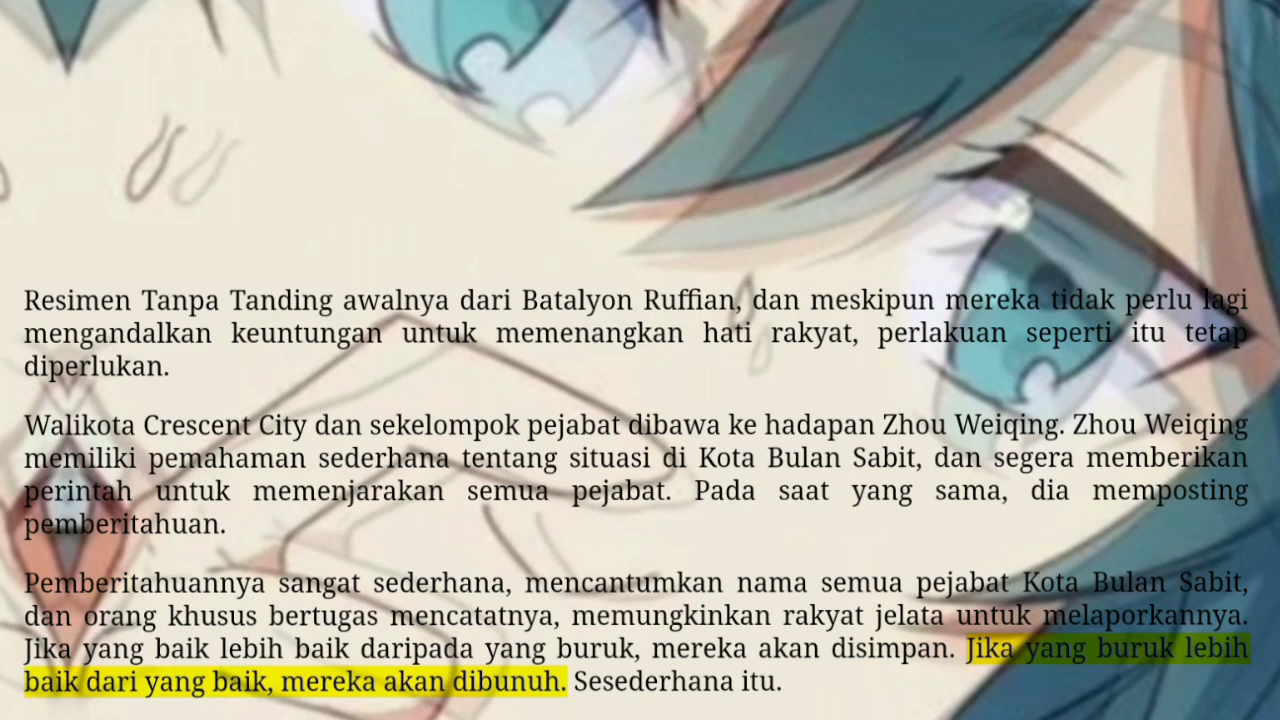 Resimen Tanpa Tanding awalnya dari Batalyon Ruffian, dan meskipun mereka tidak perlu lagi
mengandalkan keuntungan untuk memenangkan hati rakyat, perlakuan seperti itu tetap
diperlukan.
Walikota Crescent City dan sekelompok pejabat dibawa ke hadapan Zhou Weiqing. Zhou Weiqing
memiliki pemahaman sederhana tentang situasi di Kota Bulan Sabit, dan segera memberikan
perintah untuk memenjarakan semua pejabat. Pada saat yang sama, dia memposting
pemberitahuan.
Pemberitahuannya sangat sederhana, mencantumkan nama semua pejabat Kota Bulan Sabit,
dan orang khusus bertugas mencatatnya, memungkinkan rakyat jelata untuk melaporkannya.
Jika yang baik lebih baik daripada yang buruk, mereka akan disimpan. Jika yang buruk lebih
baik dari yang baik, mereka akan dibunuh. Sesederhana itu.